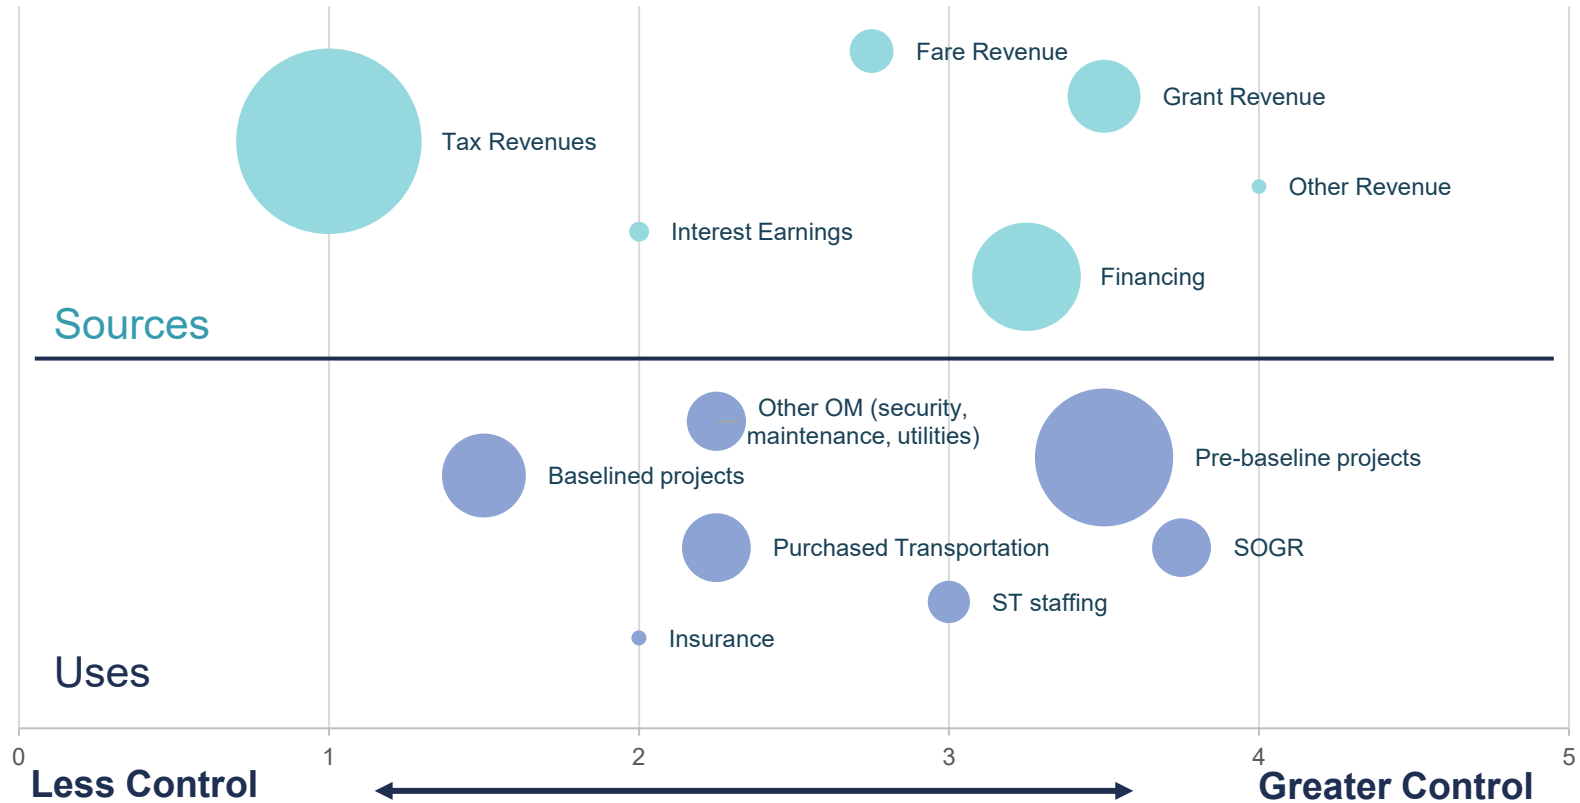 Fare Revenue
Grant Revenue
Tax Revenues
Other Revenue
Interest Earnings
Financing
Sources
Other OM (security,
maintenance, utilities)
Pre-baseline projects
Baselined projects
Purchased Transportation
SOGR
ST staffing
Insurance
Uses
0 1 2 3 4 5
Less Control Greater Control